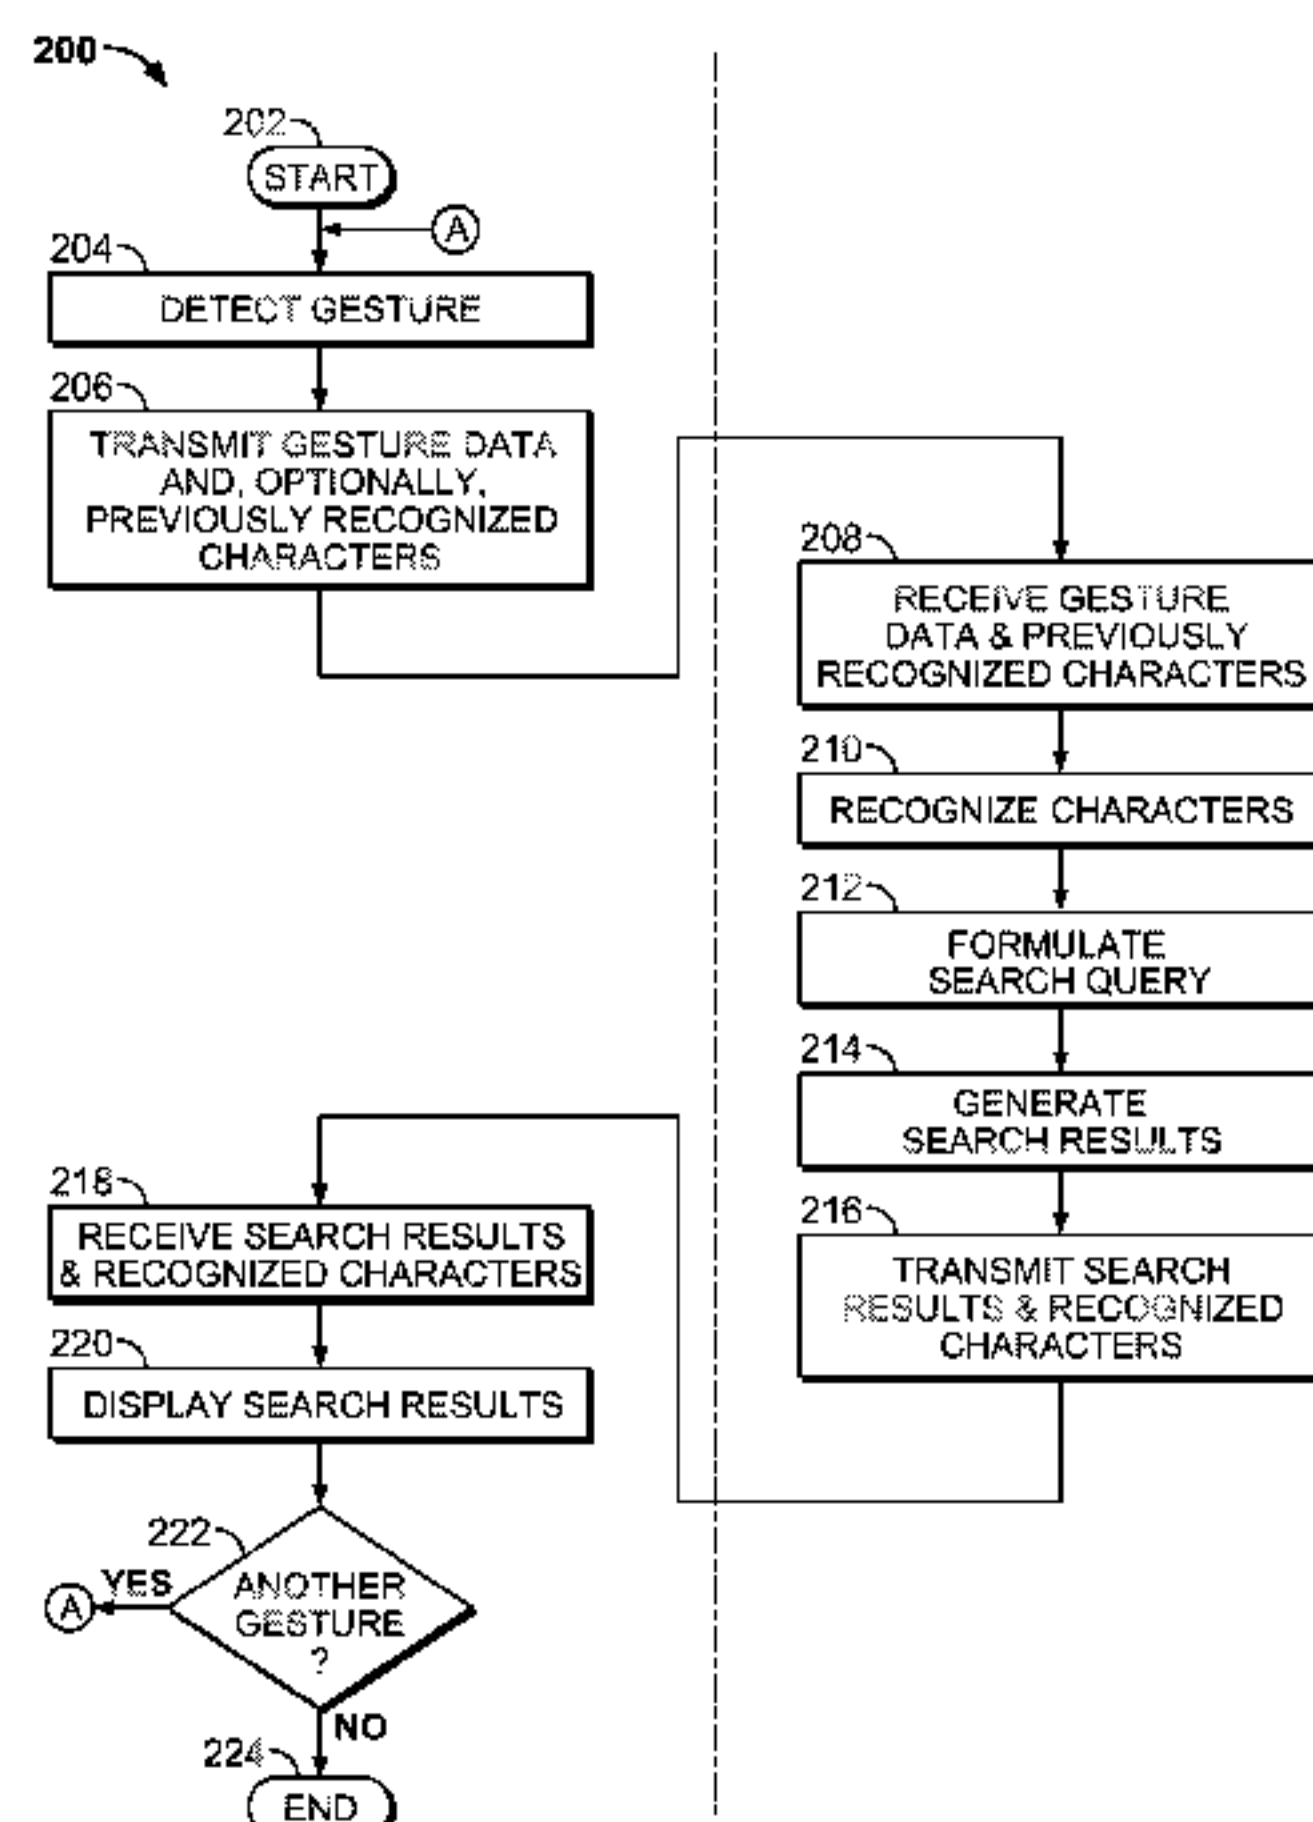 200
202
START
A
204
DETECT GESTURE
206
TRANSMIT GESTURE DATA
AND, OPTIONALLY,
PREVIOUSLY RECOGNIZED
CHARACTERS
208
RECEIVE GESTURE
DATA & PREVIOUSLY
RECOGNIZED CHARACTERS
210
RECOGNIZE CHARACTERS
212
FORMULATE
SEARCH QUERY
214
GENERATE
SEARCH RESULTS
216
TRANSMIT SEARCH
RESULTS & RECOGNIZED
CHARACTERS
218
RECEIVE SEARCH RESULTS
& RECOGNIZED CHARACTERS
220
DISPLAY SEARCH RESULTS
222
ANOTHER
GESTURE
?
YES
A
NO
224
END